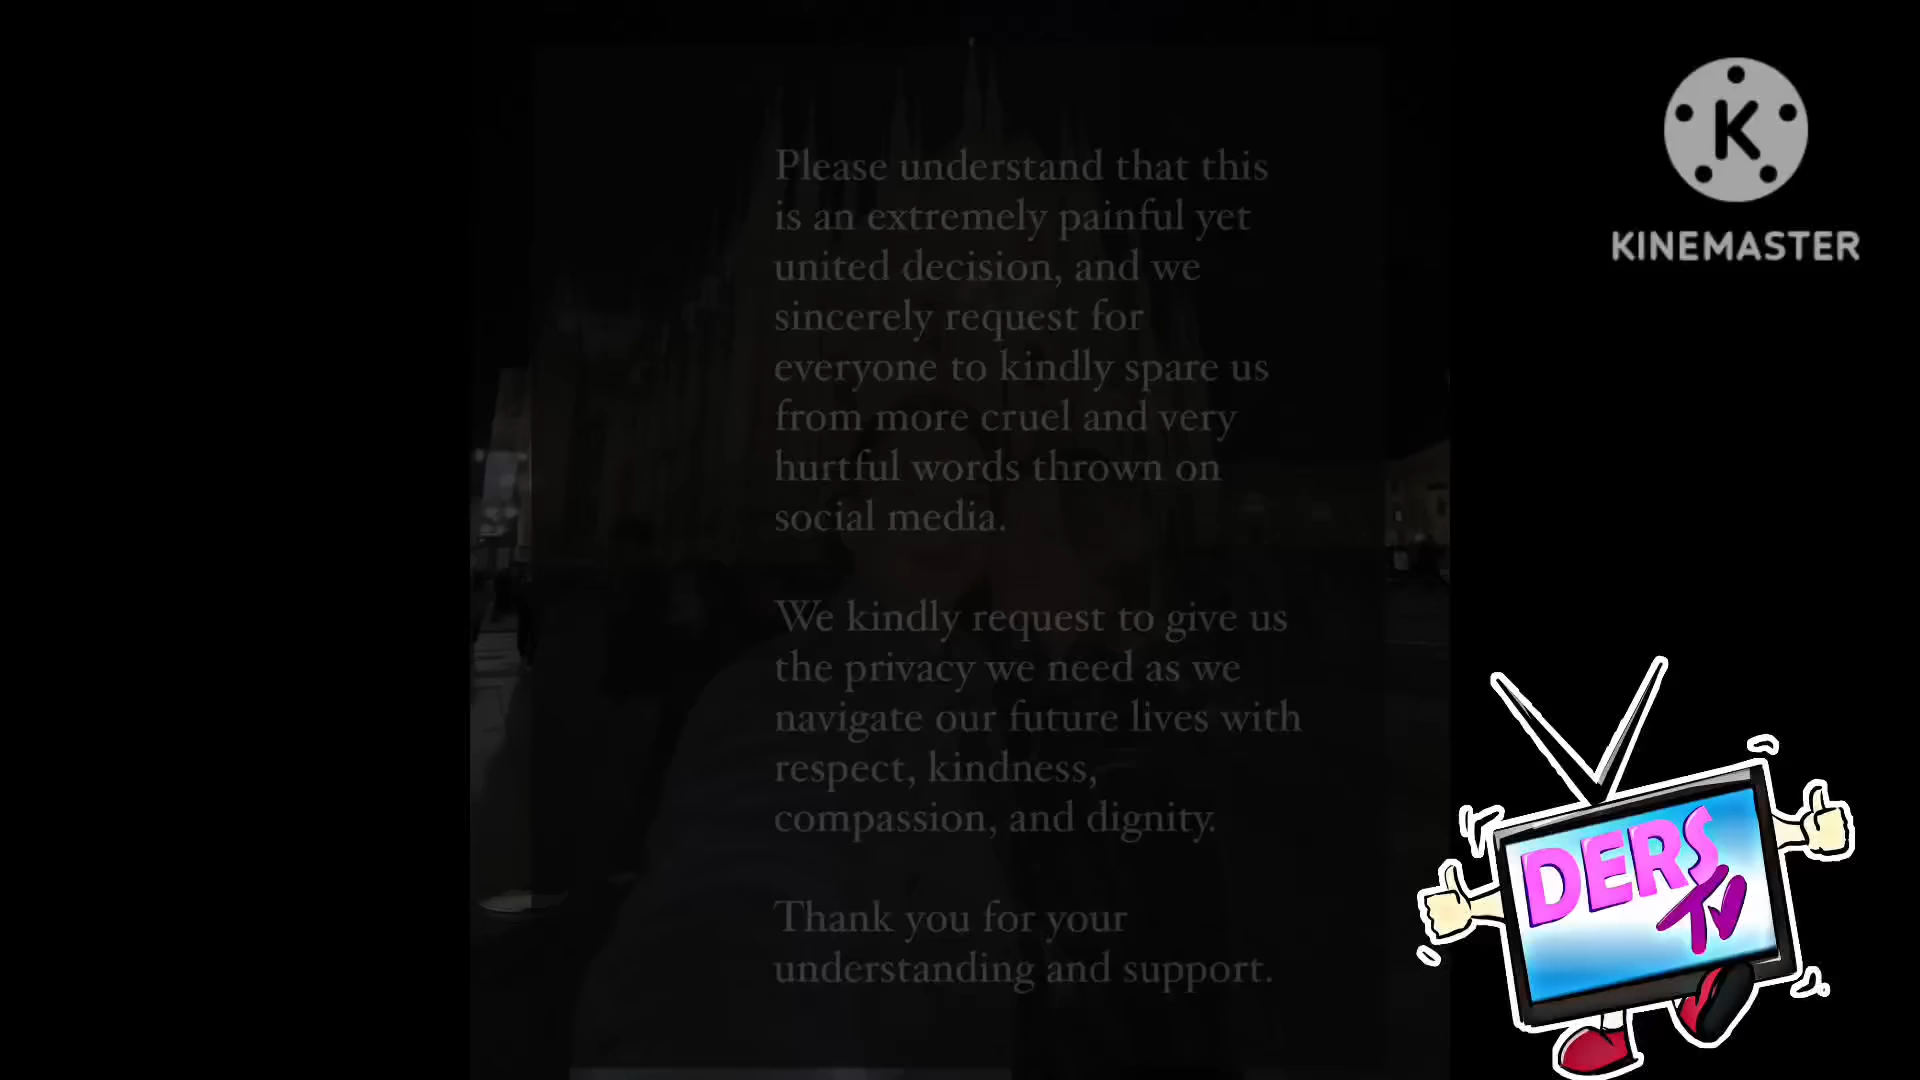 Please understand that this
is an extremely painful yet
united decision, and we
sincerely request for
everyone to kindly spare us
from more cruel and very
hurtful words thrown on
social media.
We kindly request to give us
the privacy we need as we
navigate our future lives with
respect, kindness,
compassion, and dignity.
Thank you for your
understanding and support.
K
KINEMASTER
DERS
TV